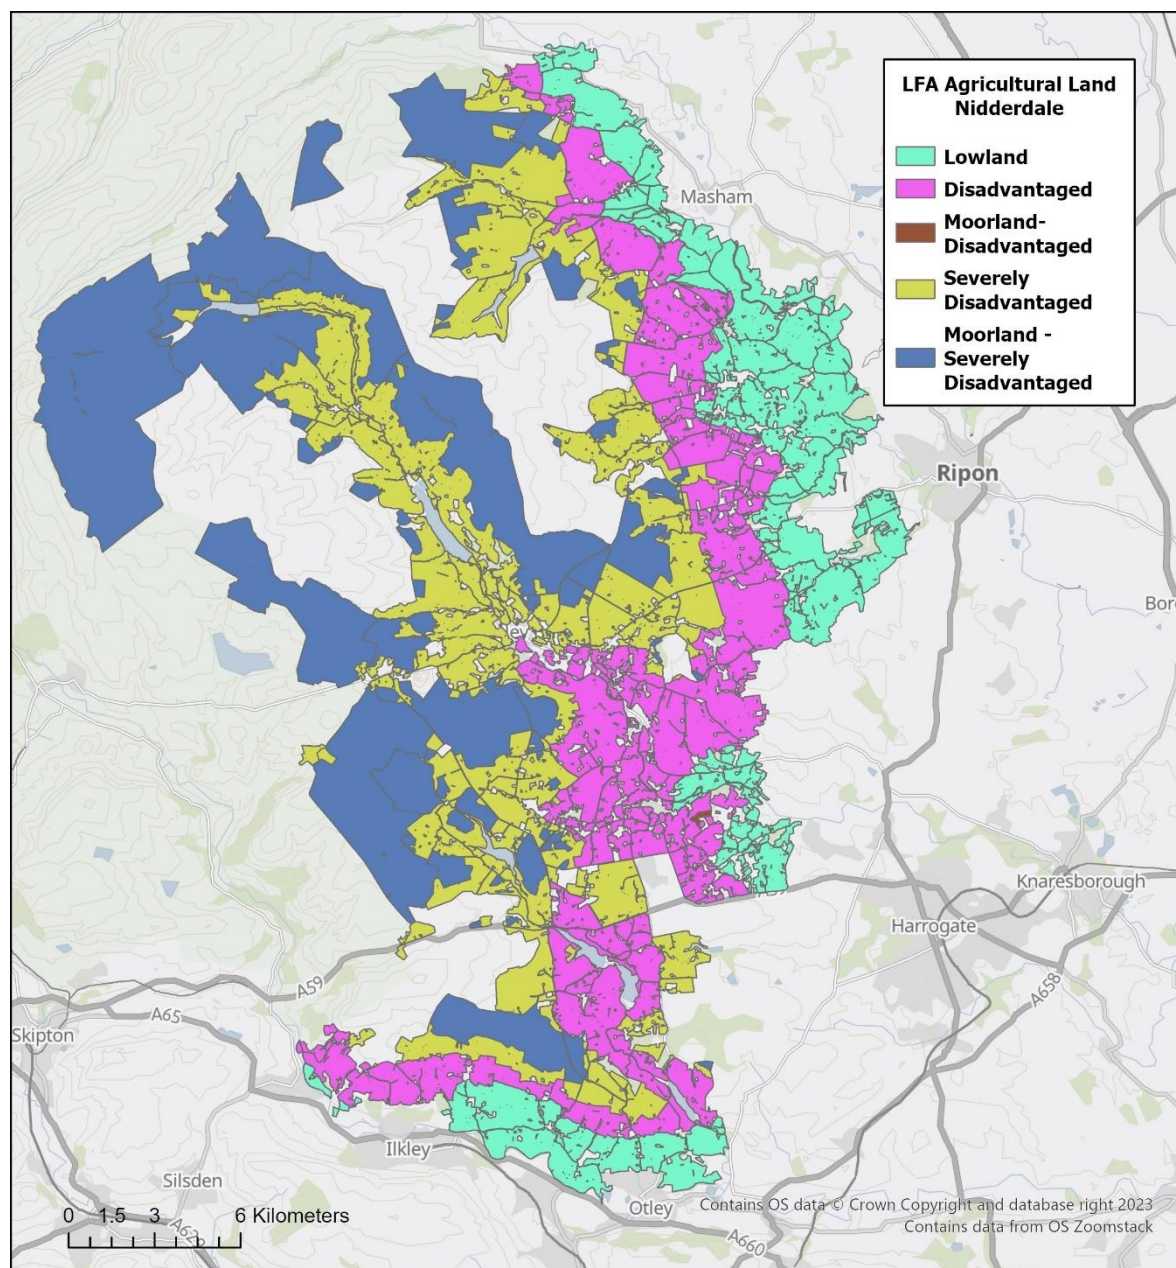 LFA Agricultural Land
Nidderdale
Lowland
Disadvantaged
Moorland-
Disadvantaged
Severely
Disadvantaged
Moorland -
Severely
Disadvantaged
Masham
Ripon
Knaresborough
Harrogate
A59
A658
A65
Skipton
Ilkley
Silsden
Otley
A660
0 1.5 3 6 Kilometers
Contains OS data © Crown Copyright and database right 2023
Contains data from OS Zoomstack